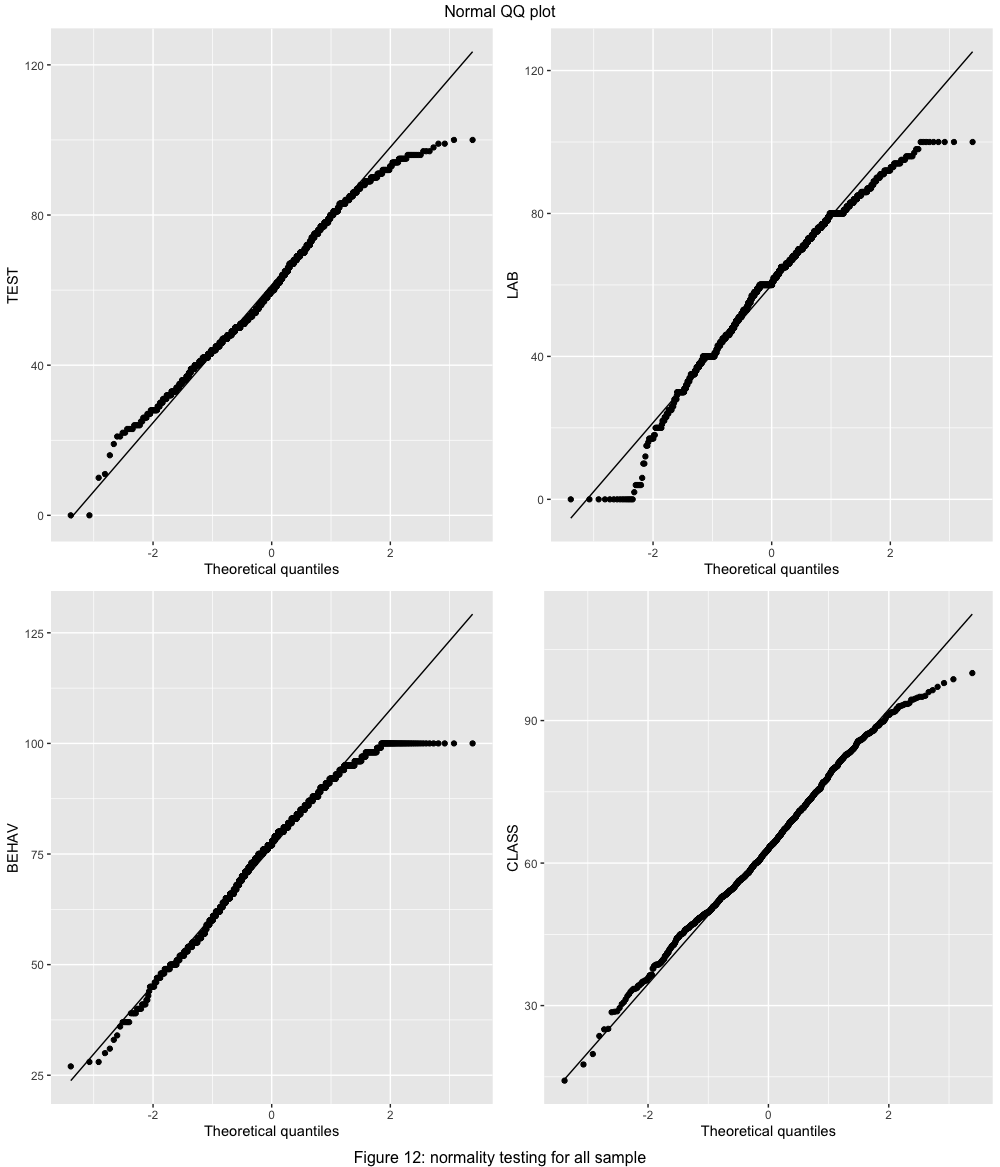 Normal QQ plot
120
80
40
0
TEST
-2 0 2
Theoretical quantiles
120
80
40
0
LAB
-2 0 2
Theoretical quantiles
125
100
75
50
25
BEHAV
-2 0 2
Theoretical quantiles
90
60
30
CLASS
-2 0 2
Theoretical quantiles
Figure 12: normality testing for all sample